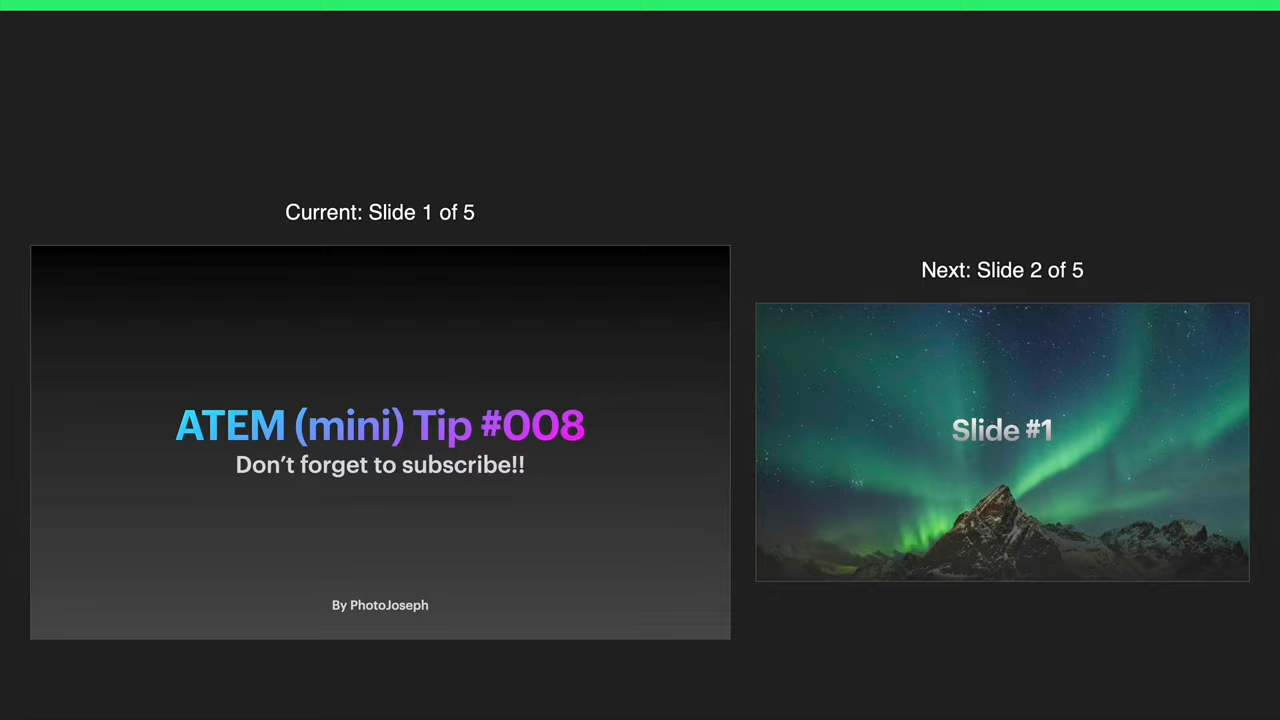 Current: Slide 1 of 5
ATEM (mini) Tip #008
Don’t forget to subscribe!!
By PhotoJoseph
Next: Slide 2 of 5
Slide #1